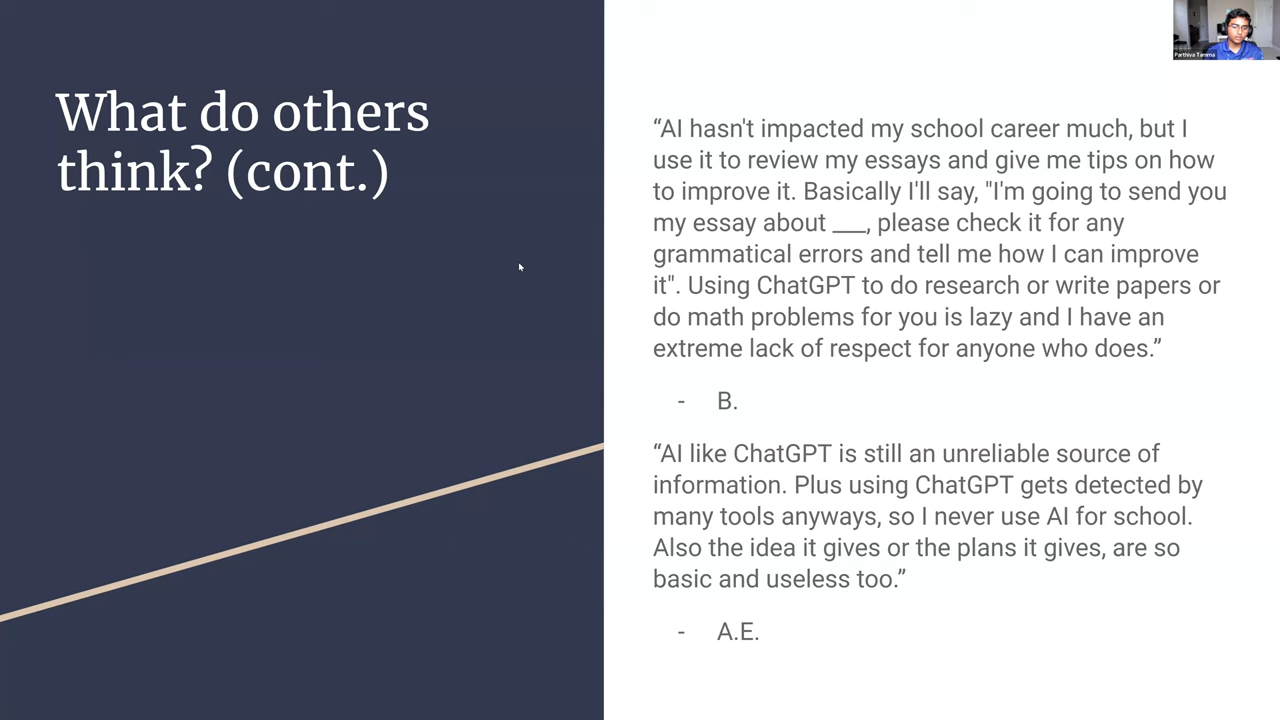 What do others
think? (cont.)
“AI hasn't impacted my school career much, but I
use it to review my essays and give me tips on how
to improve it. Basically I'll say, "I'm going to send you
my essay about ___, please check it for any
grammatical errors and tell me how I can improve
it". Using ChatGPT to do research or write papers or
do math problems for you is lazy and I have an
extreme lack of respect for anyone who does.”
- B.
“AI like ChatGPT is still an unreliable source of
information. Plus using ChatGPT gets detected by
many tools anyways, so I never use AI for school.
Also the idea it gives or the plans it gives, are so
basic and useless too.”
- A.E.
Parthiva Tamma